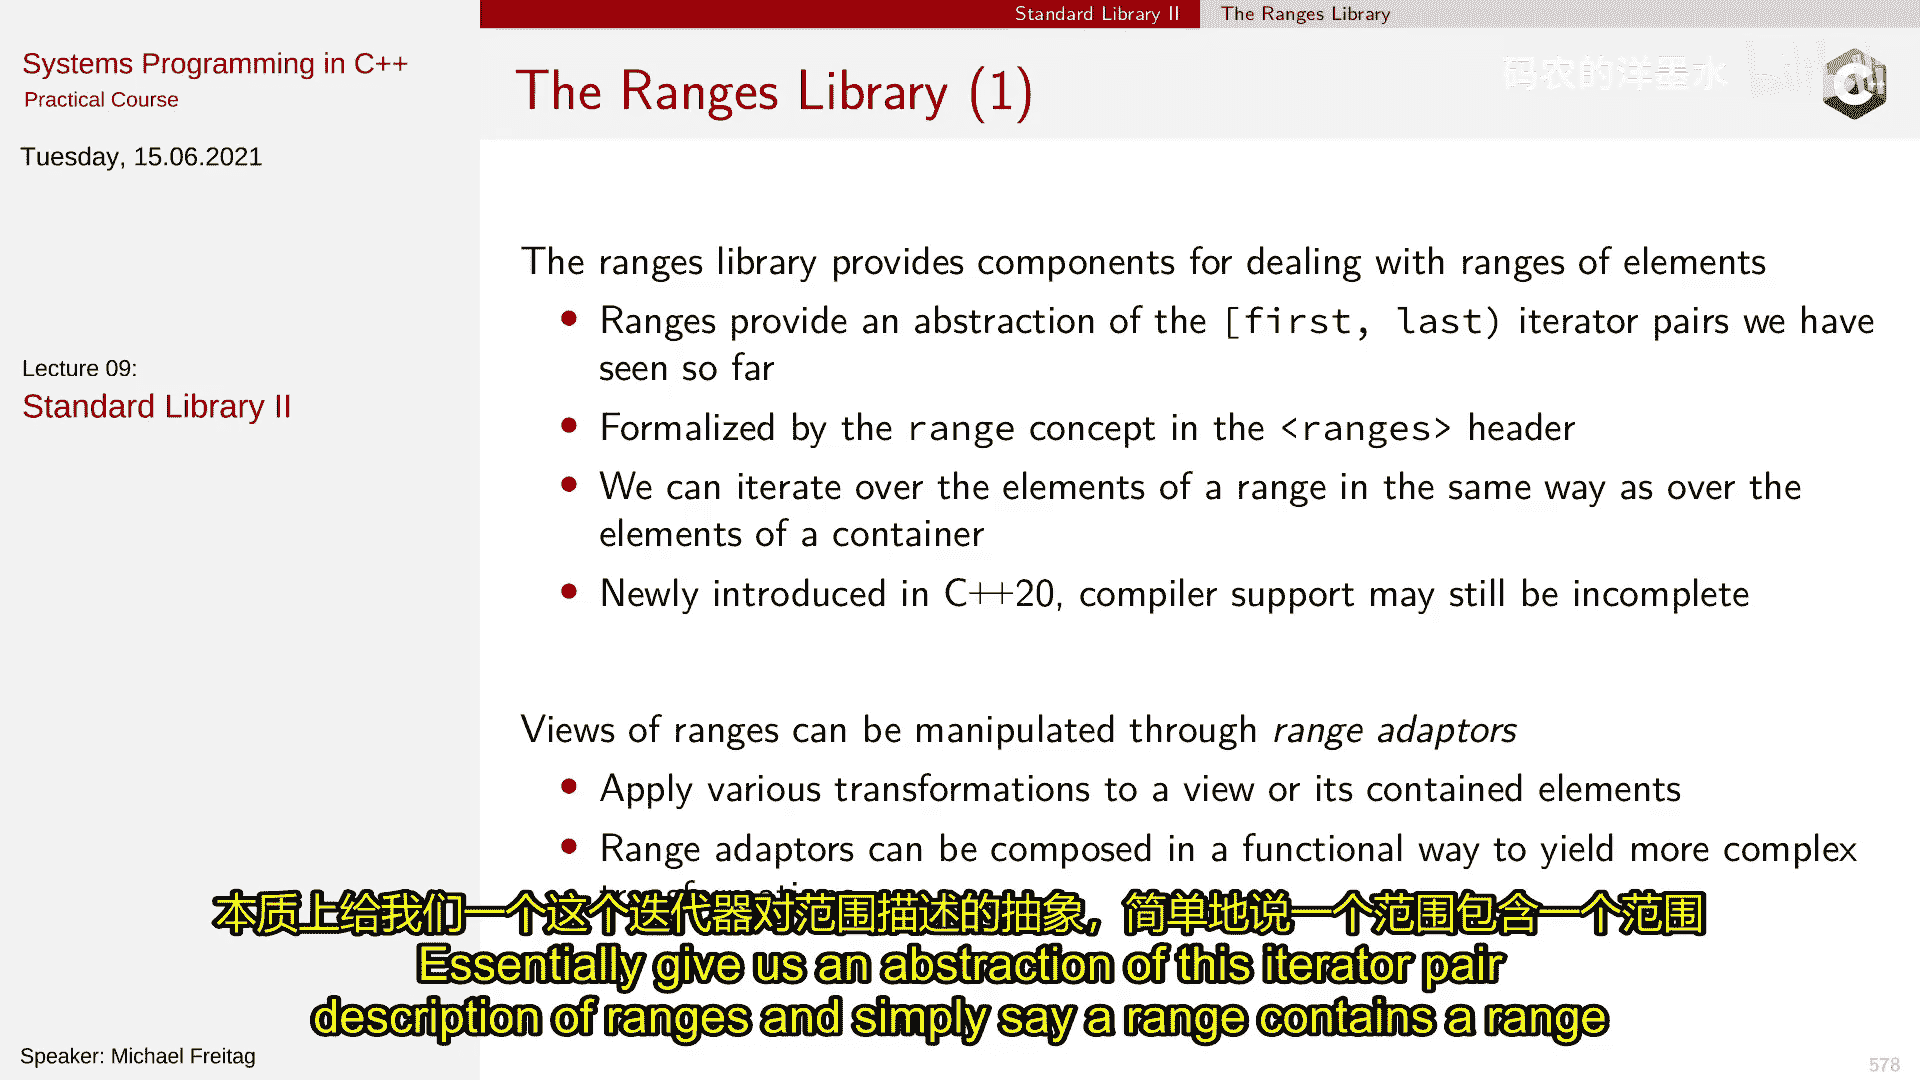 Standard Library II
The Ranges Library
Systems Programming in C++
Practical Course
Tuesday, 15.06.2021
Lecture 09:
Standard Library II
The Ranges Library (1)
码农的洋墨水
The ranges library provides components for dealing with ranges of elements
Ranges provide an abstraction of the [first, last) iterator pairs we have
seen so far
Formalized by the range concept in the <ranges> header
We can iterate over the elements of a range in the same way as over the
elements of a container
Newly introduced in C++20, compiler support may still be incomplete
Views of ranges can be manipulated through range adaptors
Apply various transformations to a view or its contained elements
Range adaptors can be composed in a functional way to yield more complex
本质上给我们一个这个迭代器对范围描述的抽象，简单地说一个范围包含一个范围
Essentially give us an abstraction of this iterator pair
description of ranges and simply say a range contains a range
Speaker: Michael Freitag
578